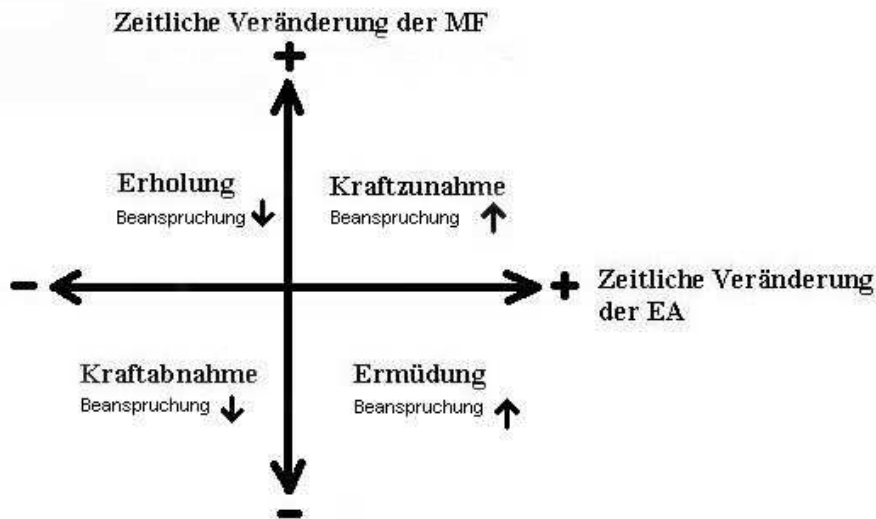 Zeitliche Veränderung der MF
+
Erholung
Beanspruchung ↓
Kraftzunahme
Beanspruchung ↑
−
+
Zeitliche Veränderung
der EA
Kraftabnahme
Beanspruchung ↓
Ermüdung
Beanspruchung ↑
−